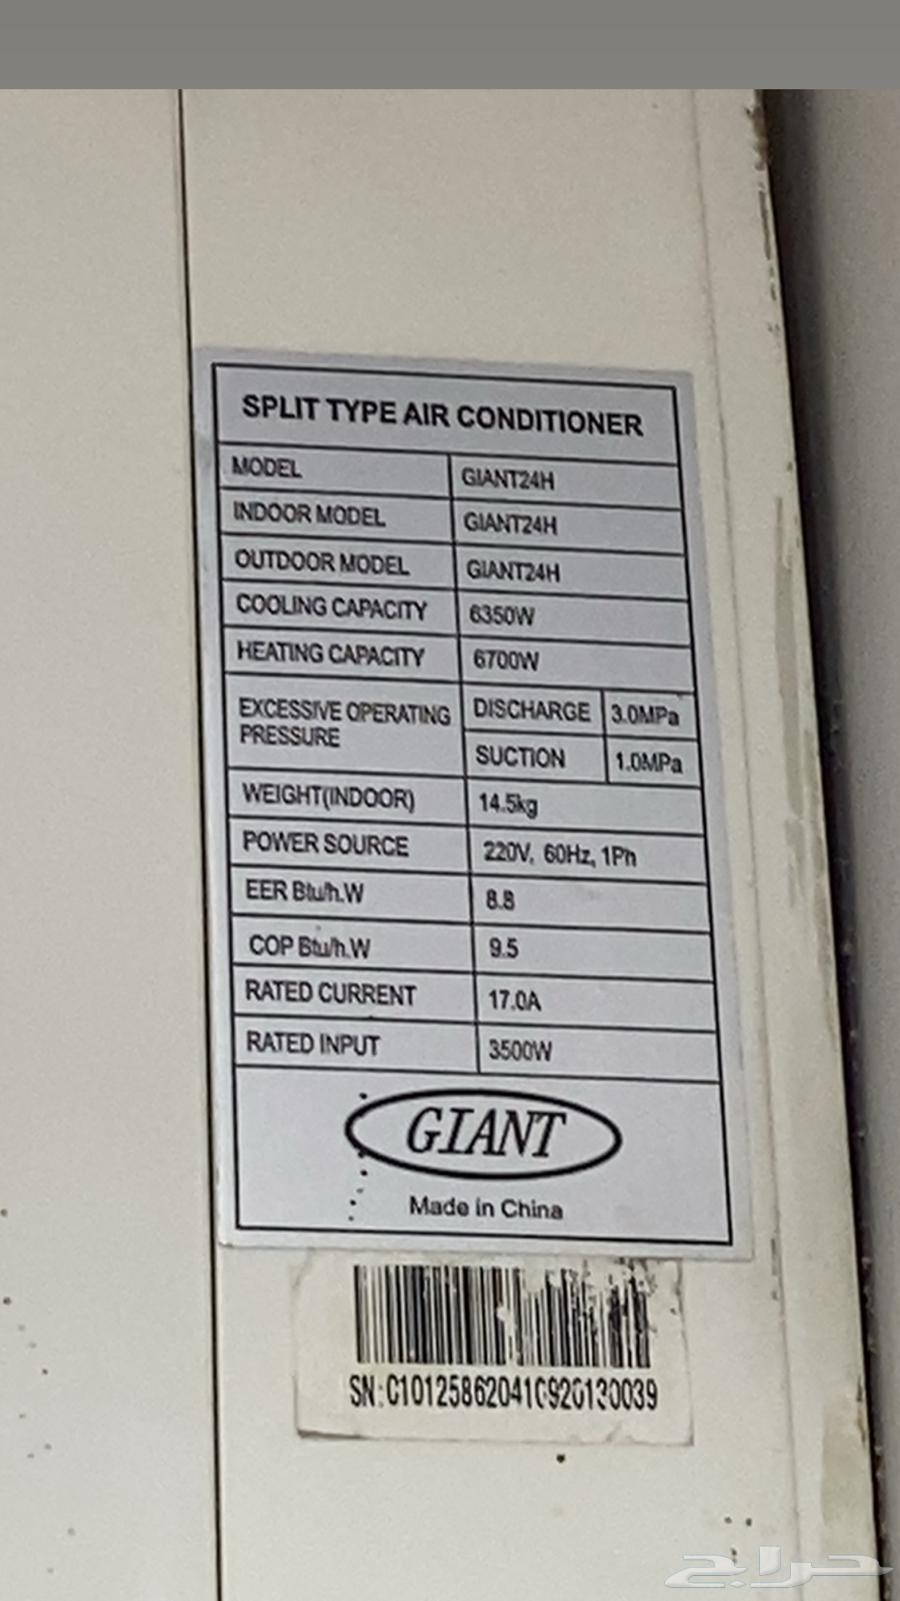 SPLIT TYPE AIR CONDITIONER
MODEL GIANT24H
INDOOR MODEL GIANT24H
OUTDOOR MODEL GIANT24H
COOLING CAPACITY 6350W
HEATING CAPACITY 6700W
EXCESSIVE OPERATING PRESSURE DISCHARGE 3.0MPa
SUCTION 1.0MPa
WEIGHT(INDOOR) 14.5kg
POWER SOURCE 220V, 60Hz, 1Ph
EER Btu/h.W 8.8
COP Btu/h.W 9.5
RATED CURRENT 17.0A
RATED INPUT 3500W
GIANT
Made in China
SN:C10125862041C920130039
حراج